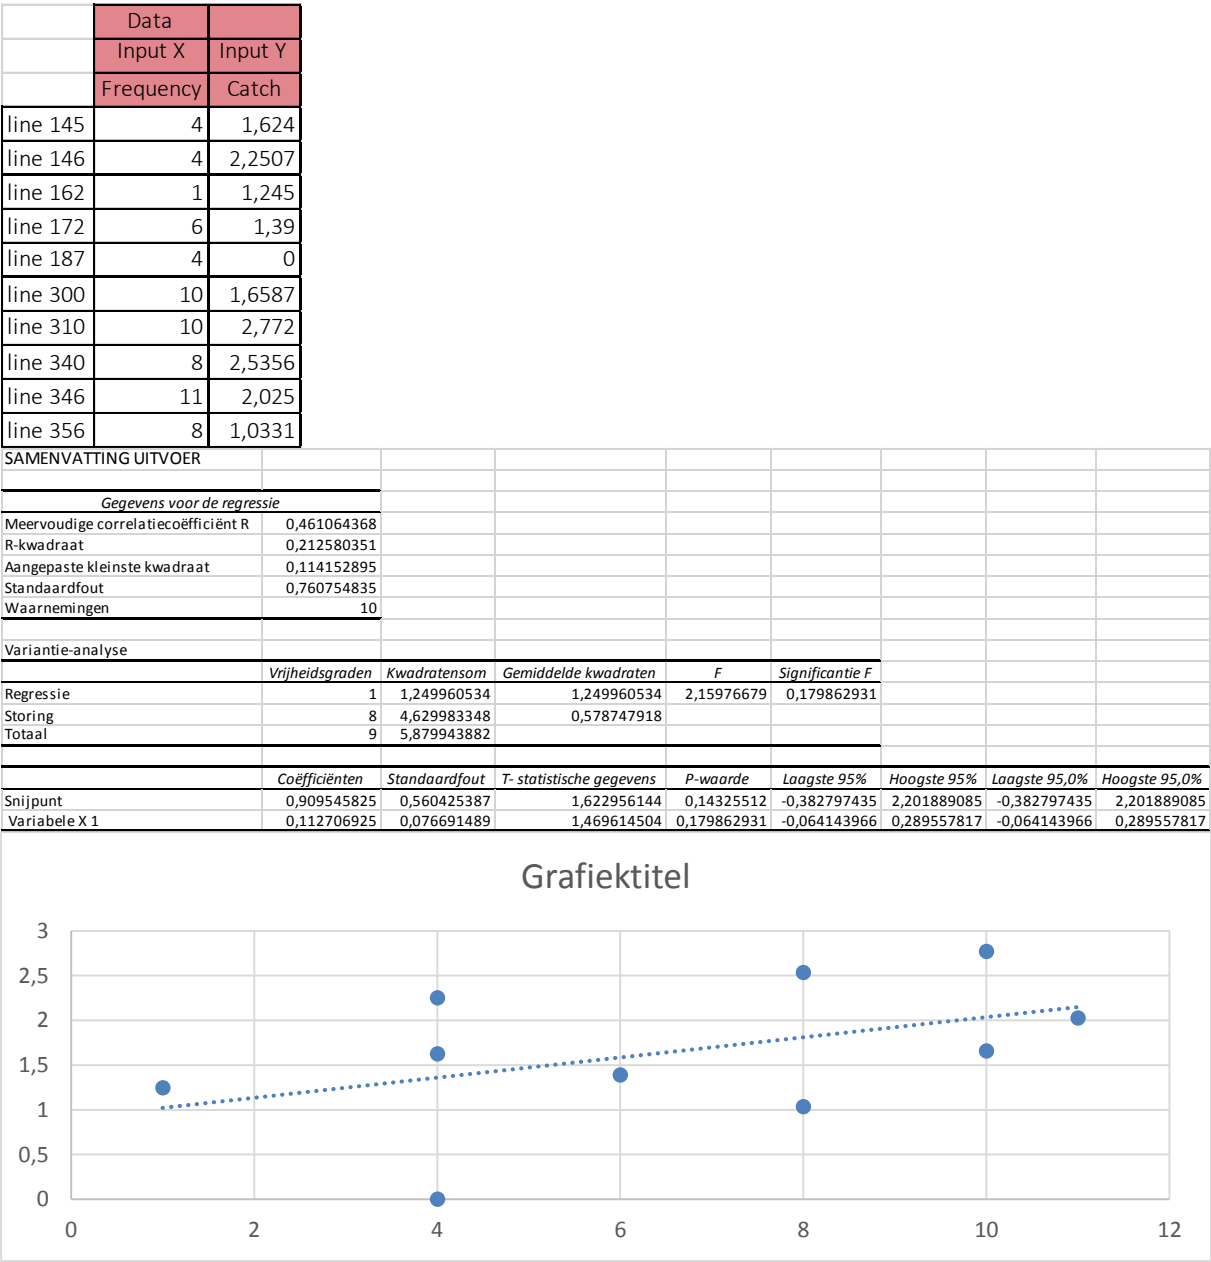 Data
Input X Input Y
Frequency Catch
line 145 4 1,624
line 146 4 2,2507
line 162 1 1,245
line 172 6 1,39
line 187 4 0
line 300 10 1,6587
line 310 10 2,772
line 340 8 2,5356
line 346 11 2,025
line 356 8 1,0331
SAMENVATTING UITVOER
Gegevens voor de regressie
Meervoudige correlatiecoëfficiënt R 0,461064368
R-kwadraat 0,212580351
Aangepaste kleinste kwadraat 0,114152895
Standaardfout 0,760754835
Waarnemingen 10
Variantie-analyse
Vrijheidsgraden Kwadratensom Gemiddelde kwadraten F Significantie F
Regressie 1 1,249960534 1,249960534 2,15976679 0,179862931
Storing 8 4,629983348 0,578747918
Totaal 9 5,879943882
Coëfficiënten Standaardfout T- statistische gegevens P-waarde Laagste 95% Hoogste 95% Laagste 95,0% Hoogste 95,0%
Snijpunt 0,909545825 0,560425387 1,622956144 0,14325512 -0,382797435 2,201889085 -0,382797435 2,201889085
Variabele X 1 0,112706925 0,076691489 1,469614504 0,179862931 -0,064143966 0,289557817 -0,064143966 0,289557817
Grafiektitel
3
2,5
2
1,5
1
0,5
0
0 2 4 6 8 10 12